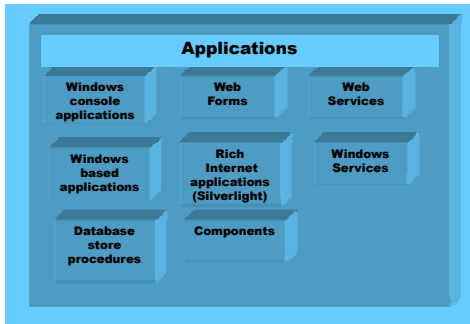 Applications
Windows
console
applications
Web
Forms
Web
Services
Windows
based
applications
Rich
Internet
applications
(Silverlight)
Windows
Services
Database
store
procedures
Components